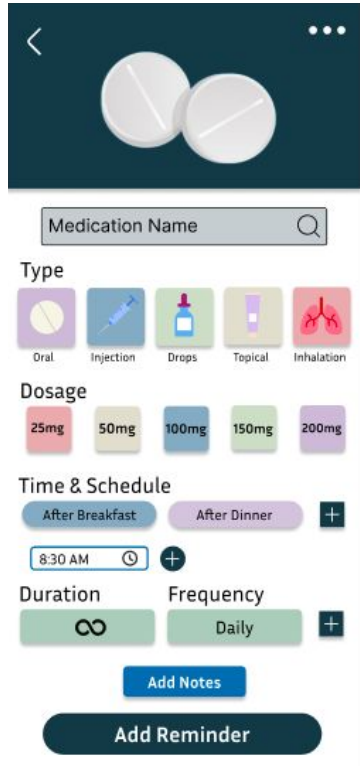 Medication Name
Type
Oral Injection Drops Topical Inhalation
Dosage
25mg 50mg 100mg 150mg 200mg
Time & Schedule
After Breakfast After Dinner +
8:30 AM +
Duration Frequency
∞ Daily +
Add Notes
Add Reminder